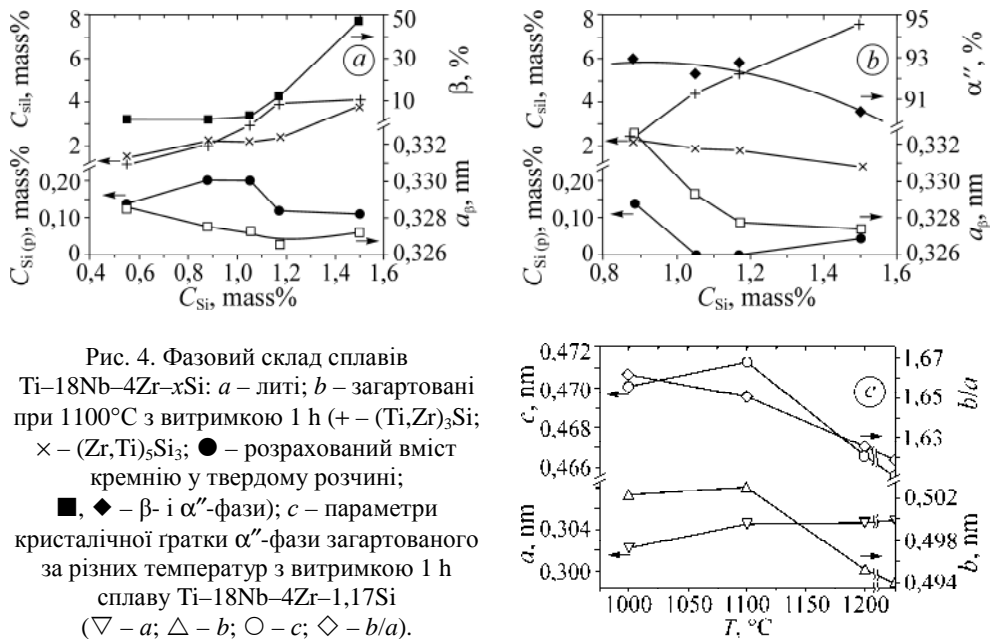 8
6
4
2
0,20
0,10
0
C_sil, mass%
C_Si(p), mass%
50
30
10
0,332
0,330
0,328
0,326
β, %
a_β, nm
a
0,4 0,6 0,8 1,0 1,2 1,4 1,6
C_Si, mass%
8
6
4
2
0,20
0,10
0
C_sil, mass%
C_Si(p), mass%
95
93
91
0,332
0,330
0,328
0,326
α″, %
a_β, nm
b
0,8 1,0 1,2 1,4 1,6
C_Si, mass%
Рис. 4. Фазовий склад сплавів
Ti–18Nb–4Zr–xSi: a – литі; b – загартовані
при 1100°C з витримкою 1 h (+ – (Ti,Zr)₃Si;
× – (Zr,Ti)₅Si₃; ● – розрахований вміст
кремнію у твердому розчині;
■, ◆ – β- і α″-фази); c – параметри
кристалічної ґратки α″-фази загартованого
за різних температур з витримкою 1 h
сплаву Ti–18Nb–4Zr–1,17Si
(▽ – a; △ – b; ○ – c; ◇ – b/a).
0,472
0,470
0,468
0,466
0,304
0,300
c, nm
a, nm
1,67
1,65
1,63
0,502
0,498
0,494
b/a
b, nm
c
1000 1050 1100 1150 1200
T, °C